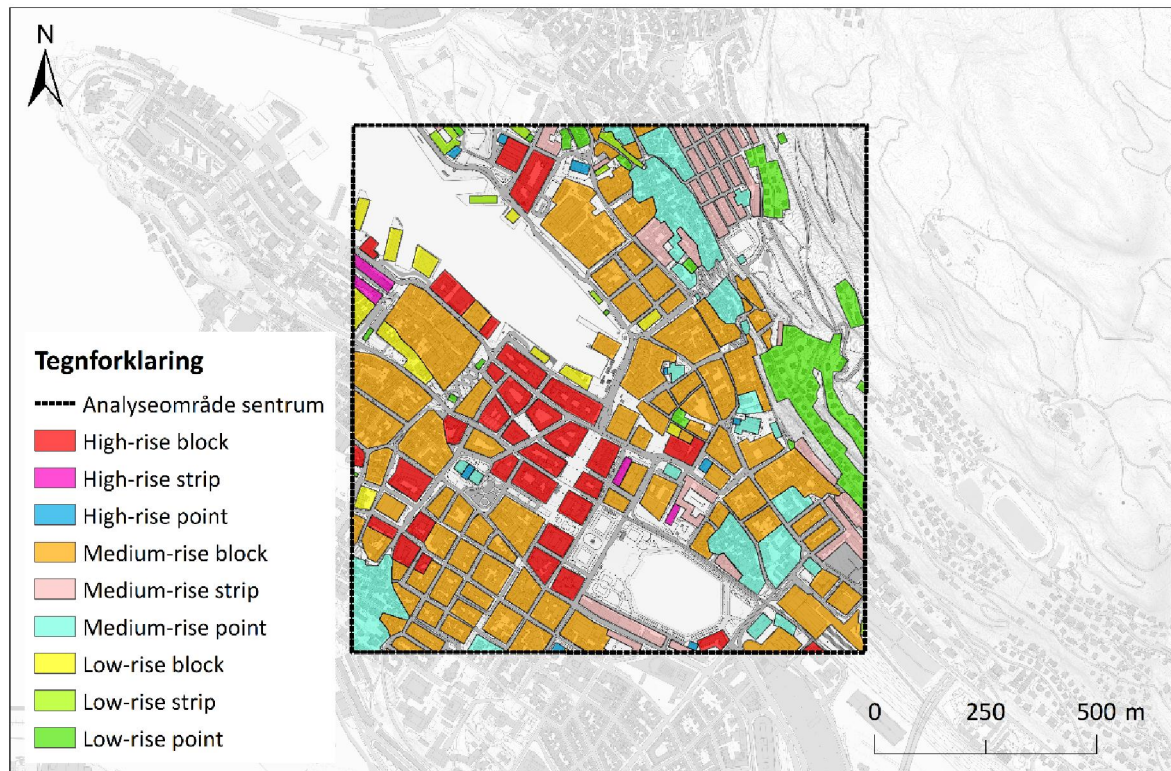 N
Tegnforklaring
Analyseområde sentrum
High-rise block
High-rise strip
High-rise point
Medium-rise block
Medium-rise strip
Medium-rise point
Low-rise block
Low-rise strip
Low-rise point
0 250 500 m